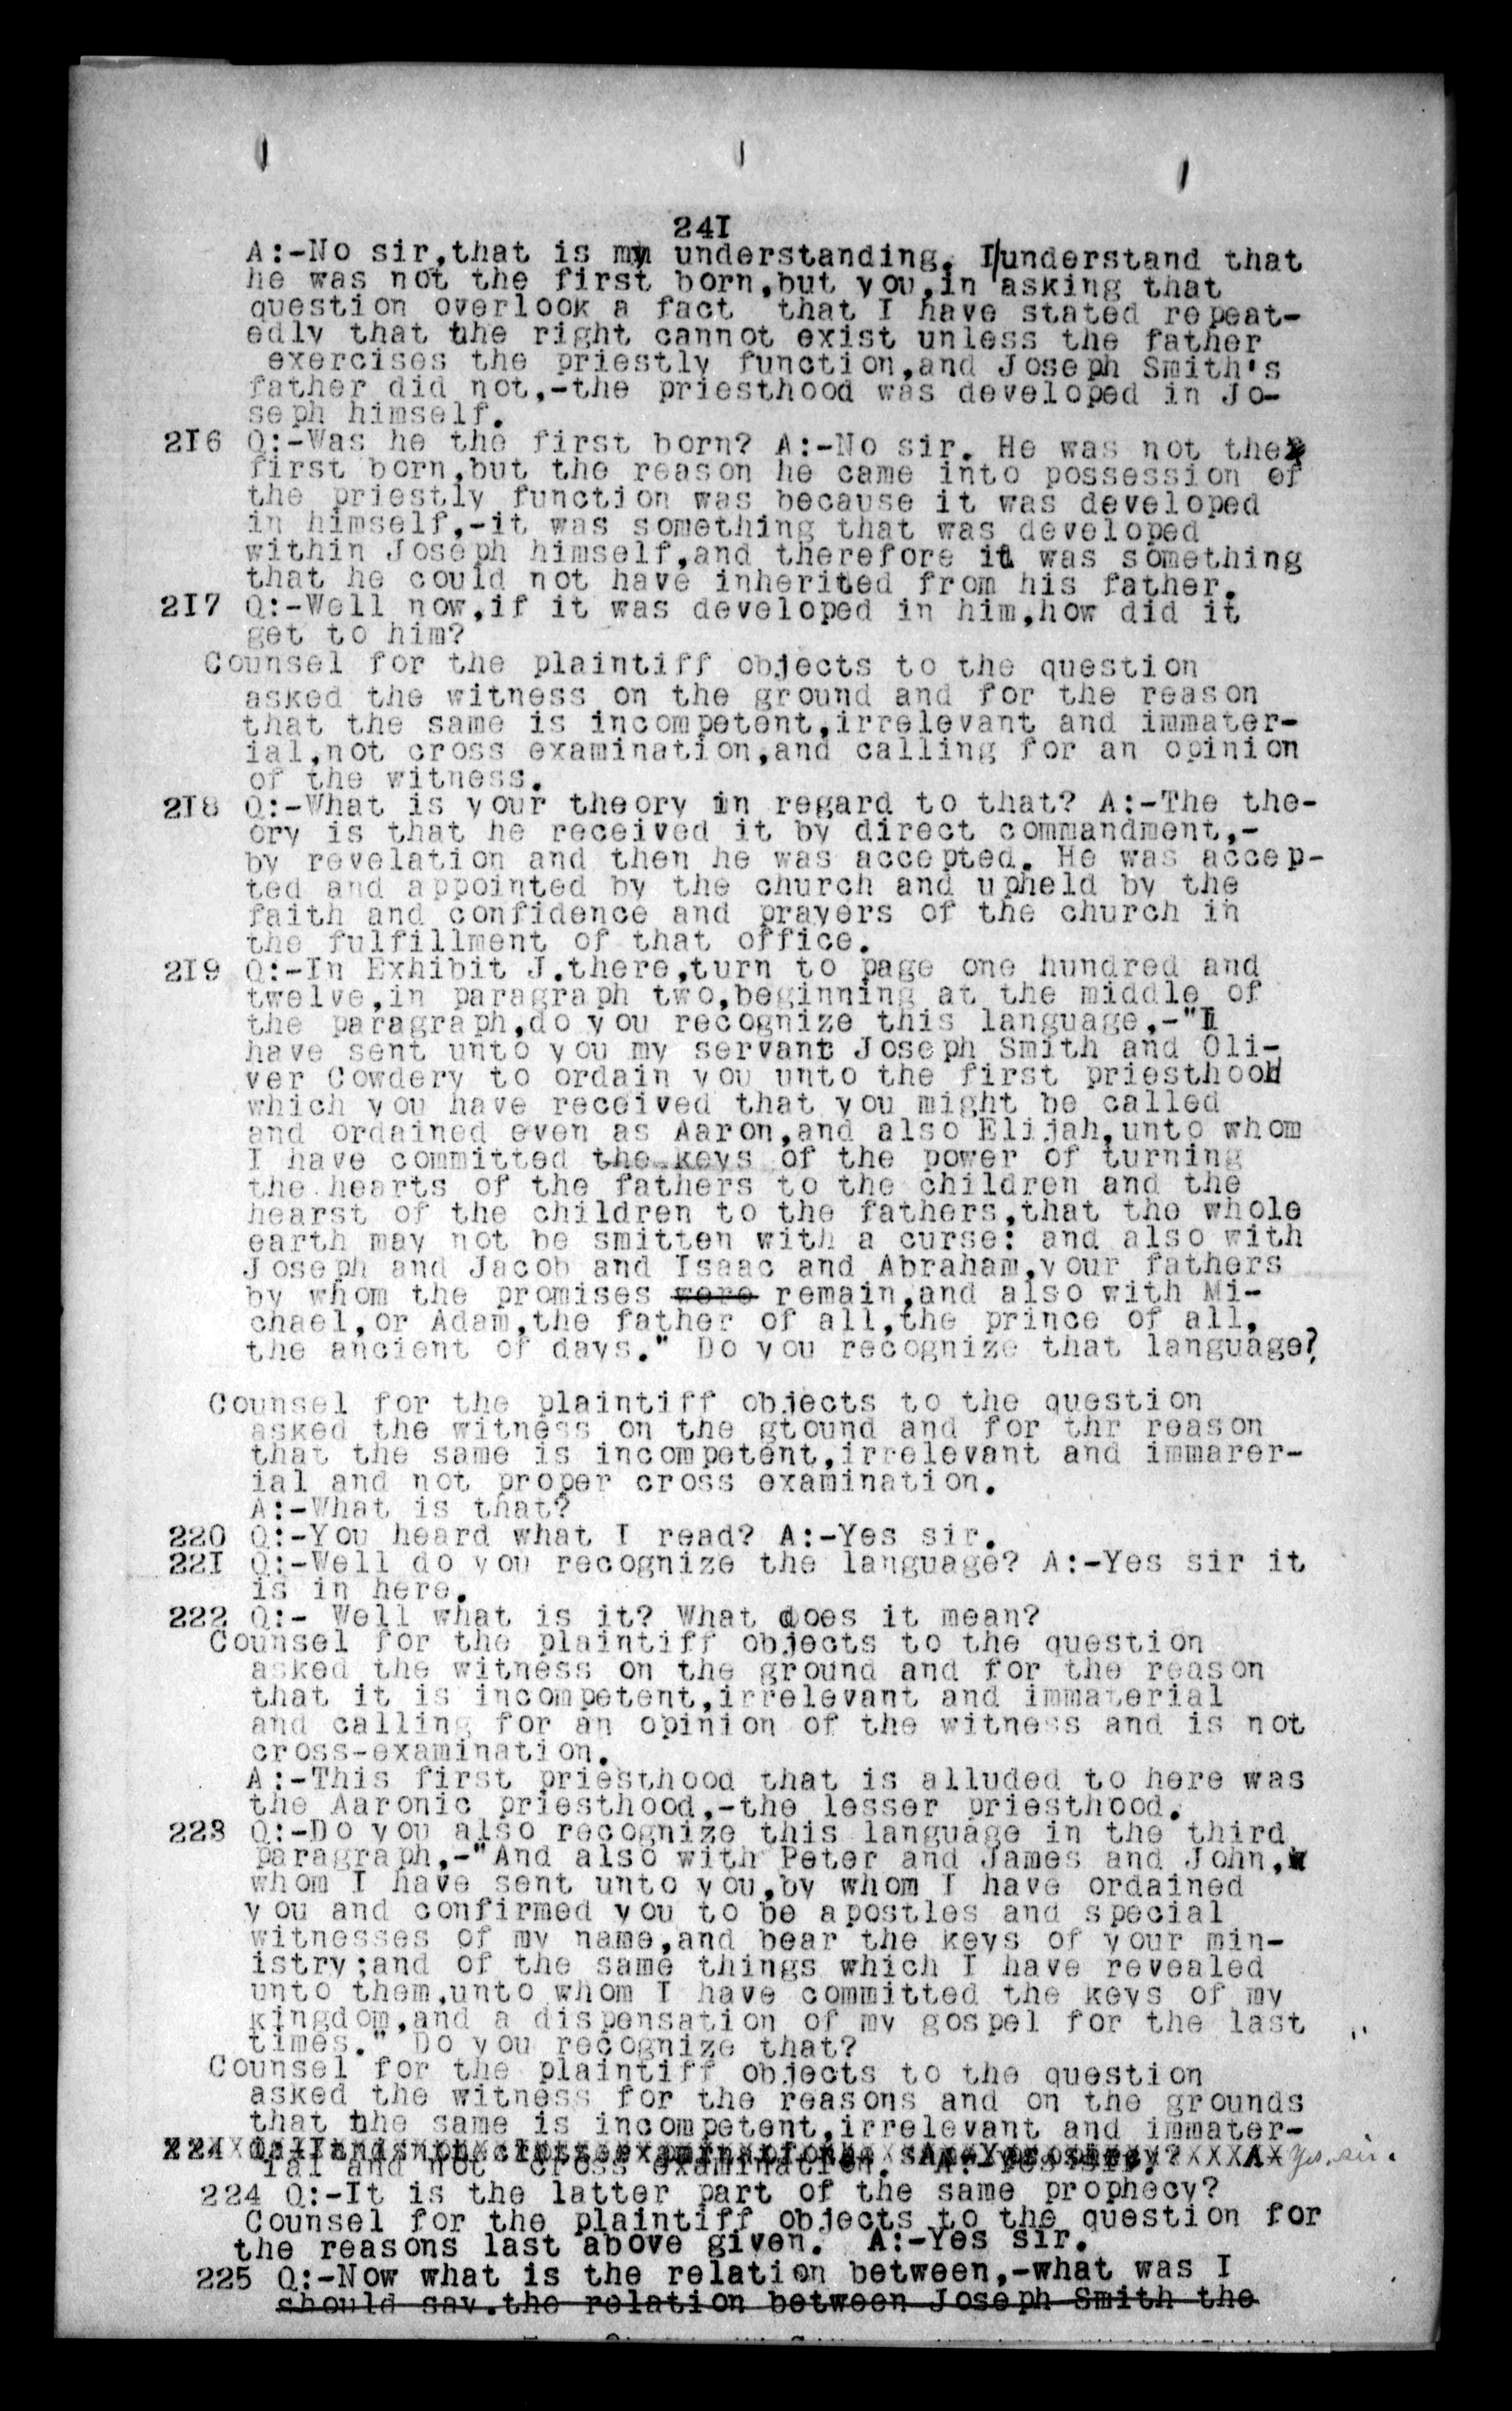 241
A:-No sir,that is my understanding. I/understand that
he was not the first born,but you,in asking that
question overlook a fact that I have stated repeat-
edly that the right cannot exist unless the father
exercises the priestly function,and Joseph Smith's
father did not,-the priesthood was developed in Jo-
seph himself.
216 Q:-Was he the first born? A:-No sir. He was not the
first born,but the reason he came into possession of
the priestly function was because it was developed
in himself,-it was something that was developed
within Joseph himself,and therefore it was something
that he could not have inherited from his father.
217 Q:-Well now,if it was developed in him,how did it
get to him?
Counsel for the plaintiff objects to the question
asked the witness on the ground and for the reason
that the same is incompetent,irrelevant and immater-
ial,not cross examination,and calling for an opinion
of the witness.
218 Q:-What is your theory in regard to that? A:-The the-
ory is that he received it by direct commandment,-
by revelation and then he was accepted. He was accep-
ted and appointed by the church and upheld by the
faith and confidence and prayers of the church in
the fulfillment of that office.
219 Q:-In Exhibit J.there,turn to page one hundred and
twelve,in paragraph two,beginning at the middle of
the paragraph,do you recognize this language,-"I
have sent unto you my servant Joseph Smith and Oli-
ver Cowdery to ordain you unto the first priesthood
which you have received that you might be called
and ordained even as Aaron,and also Elijah,unto whom
I have committed the keys of the power of turning
the hearts of the fathers to the children and the
hearst of the children to the fathers,that the whole
earth may not be smitten with a curse: and also with
Joseph and Jacob and Isaac and Abraham,your fathers
by whom the promises were remain,and also with Mi-
chael,or Adam,the father of all,the prince of all,
the ancient of days." Do you recognize that language?
Counsel for the plaintiff objects to the question
asked the witness on the gtound and for thr reason
that the same is incompetent,irrelevant and immarer-
ial and not proper cross examination.
A:-What is that?
220 Q:-You heard what I read? A:-Yes sir.
221 Q:-Well do you recognize the language? A:-Yes sir it
is in here.
222 Q:- Well what is it? What does it mean?
Counsel for the plaintiff objects to the question
asked the witness on the ground and for the reason
that it is incompetent,irrelevant and immaterial
and calling for an opinion of the witness and is not
cross-examination.
A:-This first priesthood that is alluded to here was
the Aaronic priesthood,-the lesser priesthood.
223 Q:-Do you also recognize this language in the third
paragraph,-"And also with Peter and James and John,
whom I have sent unto you,by whom I have ordained
you and confirmed you to be apostles and special
witnesses of my name,and bear the keys of your min-
istry;and of the same things which I have revealed
unto them,unto whom I have committed the keys of my
kingdom,and a dispensation of my gospel for the last
times." Do you recognize that?
Counsel for the plaintiff objects to the question
asked the witness for the reasons and on the grounds
that the same is incompetent,irrelevant and immater-
224 A Yes, sir.
ial and not cross examination. A:-Yes sir.
224 Q:-It is the latter part of the same prophecy?
Counsel for the plaintiff objects to the question for
the reasons last above given. A:-Yes sir.
225 Q:-Now what is the relation between,-what was I
should say.the relation between Joseph Smith the